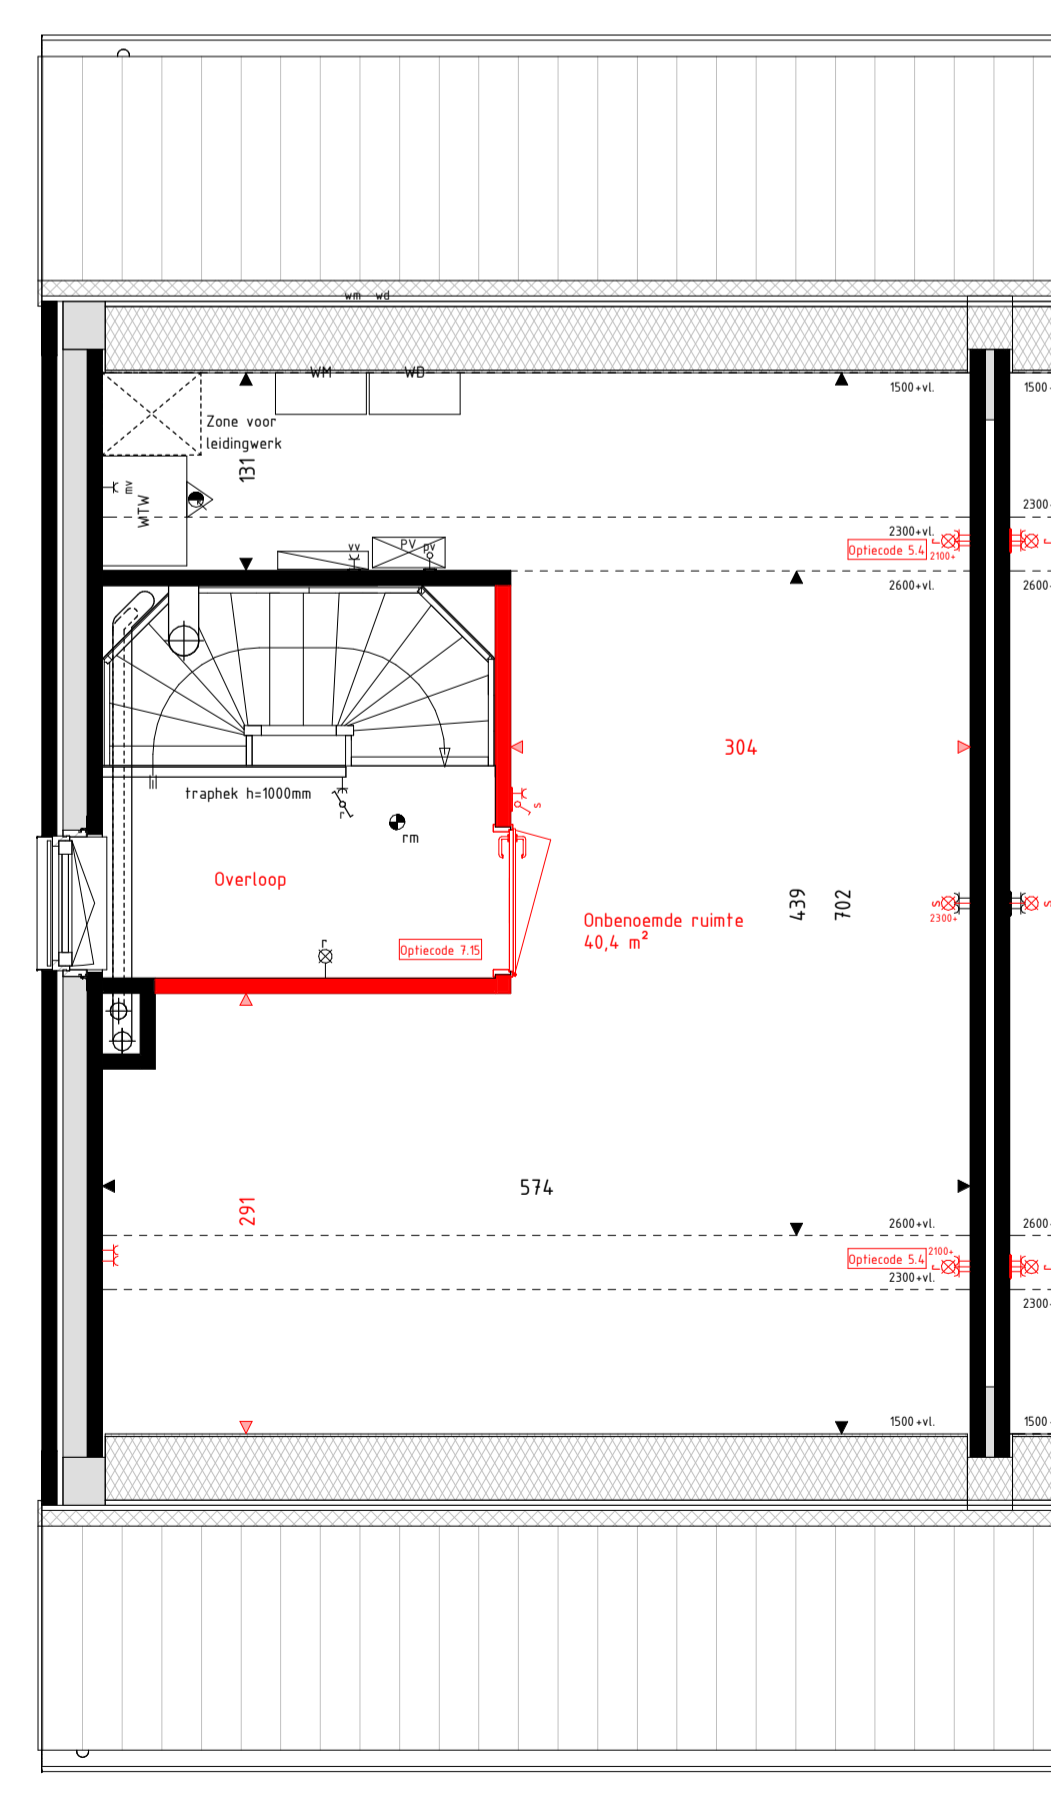 wm wd
WM WD
1500+vl.
1500
Zone voor
leidingwerk
131
mv
WTW
2300
2300+vl.
Optiecode 5.4
2100+
r
r
vv
PV
pv
2600+vl.
2600
304
traphek h=1000mm
r
s
rm
Overloop
439
702
Onbenoemde ruimte
40,4 m²
s
2300+
s
r
Optiecode 7.15
574
291
2600+vl.
2600
Optiecode 5.4
2100+
r
r
2300+vl.
2300
1500+vl.
1500